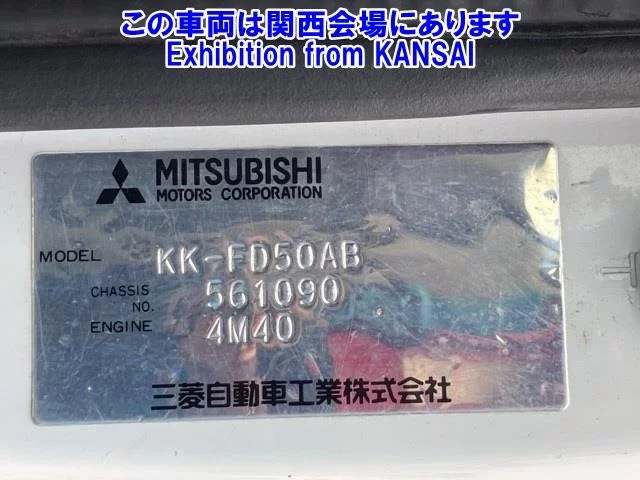 この車両は関西会場にあります
Exhibition from KANSAI
MITSUBISHI
MOTORS CORPORATION
MODEL KK-FD50AB
CHASSIS NO. 561090
ENGINE 4M40
三菱自動車工業株式会社